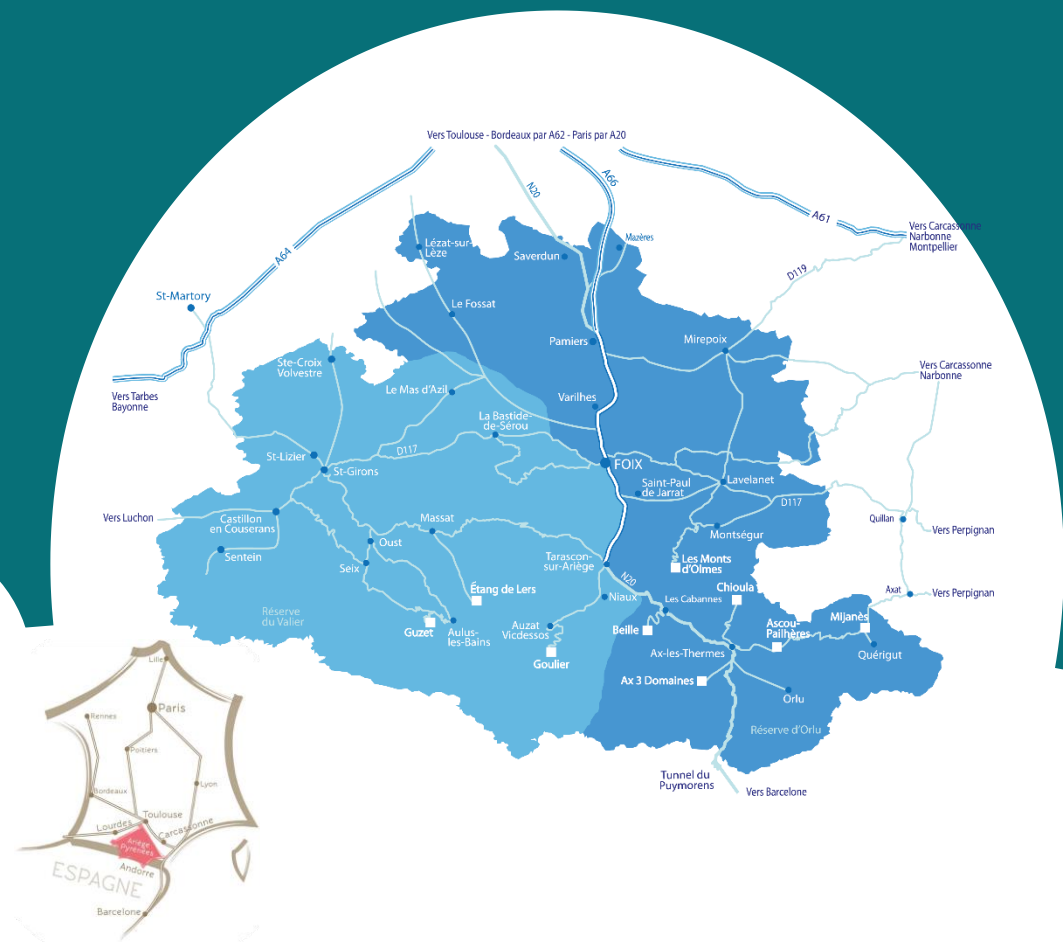 Vers Toulouse - Bordeaux par A62 - Paris par A20
N20
A66
A61
Vers Carcassonne
Narbonne
Montpellier
D119
A64
Lézat-sur-
Lèze
Saverdun
Mazères
St-Martory
Le Fossat
Pamiers
Mirepoix
Ste-Croix
Volvestre
Vers Carcassonne
Narbonne
Vers Tarbes
Bayonne
Le Mas d'Azil
Varilhes
La Bastide-
de-Sérou
D117
St-Lizier
St-Girons
FOIX
Saint-Paul
de Jarrat
Lavelanet
D117
Vers Luchon
Castillon
en Couserans
Massat
Quillan
Vers Perpignan
Montségur
Oust
Sentein
Seix
Tarascon-
sur-Ariège
Les Monts
d'Olmes
N20
Chioula
Étang de Lers
Niaux
Les Cabannes
Axat
Vers Perpignan
Réserve
du Valier
Guzet
Aulus-
les-Bains
Auzat
Vicdessos
Beille
Ascou-
Pailhères
Mijanès
Goulier
Ax-les-Thermes
Quérigut
Ax 3 Domaines
Orlu
Réserve d'Orlu
Tunnel du
Puymorens
Vers Barcelone
Lille
Paris
Rennes
Poitiers
Lyon
Bordeaux
Toulouse
Lourdes
Carcassonne
Ariège
Pyrénées
Andorre
ESPAGNE
Barcelone